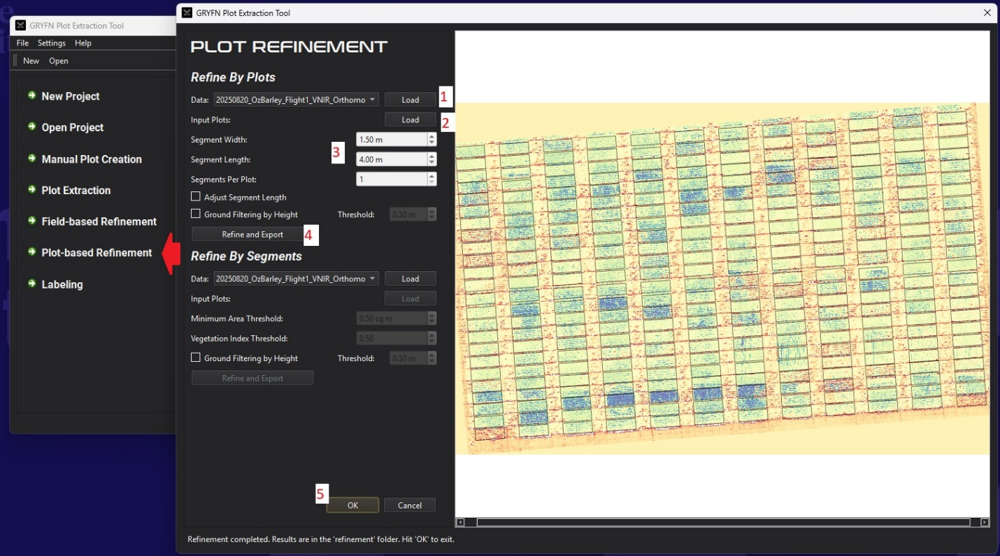 GRYFN Plot Extraction Tool
File Settings Help
New Open
New Project
Open Project
Manual Plot Creation
Plot Extraction
Field-based Refinement
Plot-based Refinement
Labeling
GRYFN Plot Extraction Tool
PLOT REFINEMENT
Refine By Plots
Data: 20250820_OzBarley_Flight1_VNIR_Orthomo Load 1
Input Plots: Load 2
Segment Width: 1.50 m
3
Segment Length: 4.00 m
Segments Per Plot: 1
Adjust Segment Length
Ground Filtering by Height Threshold: 0.30 m
Refine and Export 4
Refine By Segments
Data: 20250820_OzBarley_Flight1_VNIR_Orthomo Load
Input Plots: Load
Minimum Area Threshold: 0.50 sq m
Vegetation Index Threshold: 0.50
Ground Filtering by Height Threshold: 0.30 m
Refine and Export
5
OK Cancel
Refinement completed. Results are in the 'refinement' folder. Hit 'OK' to exit.